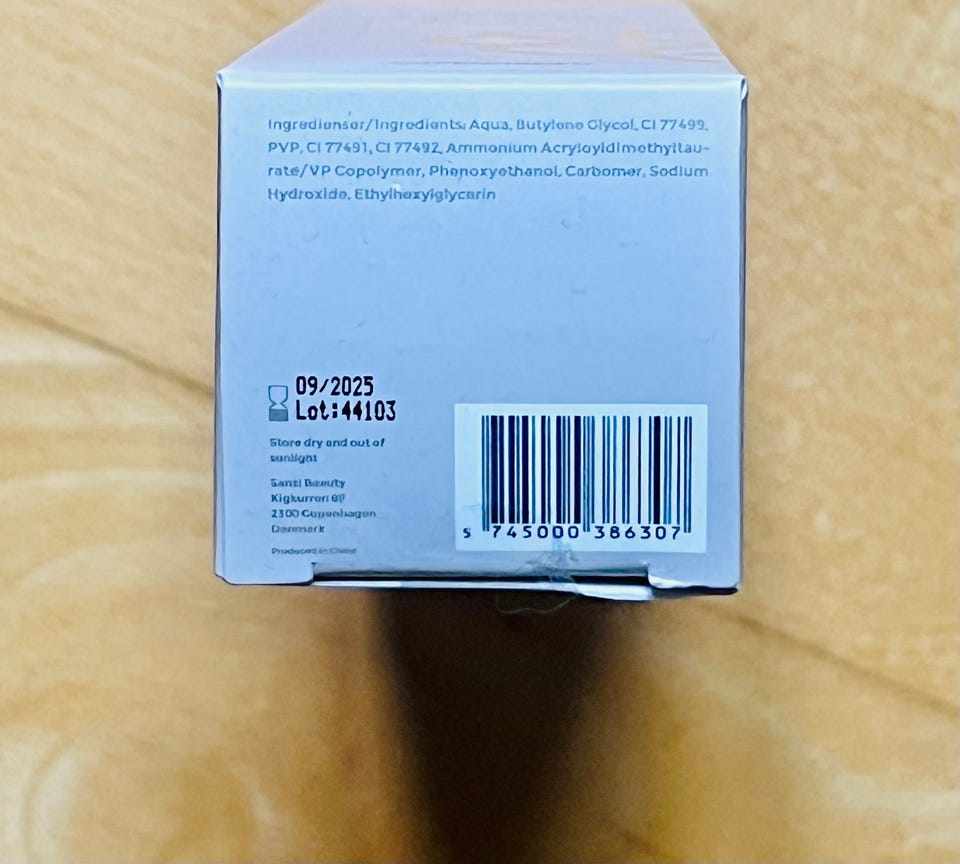 Ingredienser/Ingredients: Aqua, Butylene Glycol, CI 77499,
PVP, CI 77491, CI 77492, Ammonium Acryloyldimethyltau-
rate/VP Copolymer, Phenoxyethanol, Carbomer, Sodium
Hydroxide, Ethylhexylglycerin
09/2025
Lot:44103
Store dry and out of
sunlight
Sanzi Beauty
2300 Copenhagen
Denmark
Produced in China
5 745000 386307